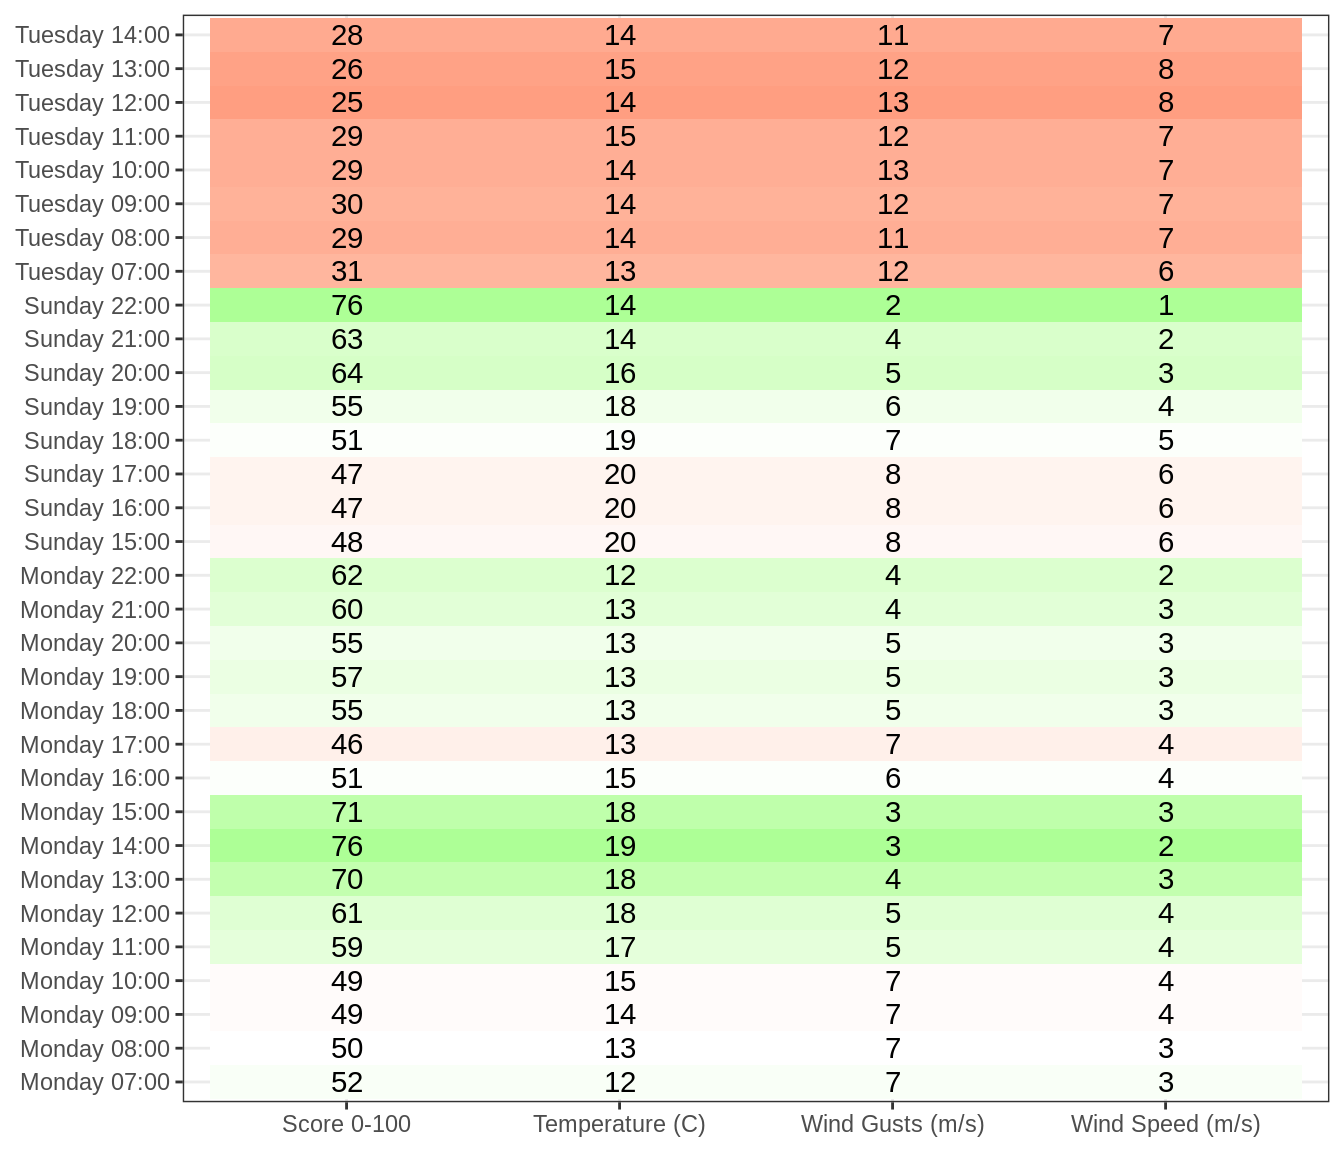 Tuesday 14:00 28 14 11 7
Tuesday 13:00 26 15 12 8
Tuesday 12:00 25 14 13 8
Tuesday 11:00 29 15 12 7
Tuesday 10:00 29 14 13 7
Tuesday 09:00 30 14 12 7
Tuesday 08:00 29 14 11 7
Tuesday 07:00 31 13 12 6
Sunday 22:00 76 14 2 1
Sunday 21:00 63 14 4 2
Sunday 20:00 64 16 5 3
Sunday 19:00 55 18 6 4
Sunday 18:00 51 19 7 5
Sunday 17:00 47 20 8 6
Sunday 16:00 47 20 8 6
Sunday 15:00 48 20 8 6
Monday 22:00 62 12 4 2
Monday 21:00 60 13 4 3
Monday 20:00 55 13 5 3
Monday 19:00 57 13 5 3
Monday 18:00 55 13 5 3
Monday 17:00 46 13 7 4
Monday 16:00 51 15 6 4
Monday 15:00 71 18 3 3
Monday 14:00 76 19 3 2
Monday 13:00 70 18 4 3
Monday 12:00 61 18 5 4
Monday 11:00 59 17 5 4
Monday 10:00 49 15 7 4
Monday 09:00 49 14 7 4
Monday 08:00 50 13 7 3
Monday 07:00 52 12 7 3
Score 0-100 Temperature (C) Wind Gusts (m/s) Wind Speed (m/s)